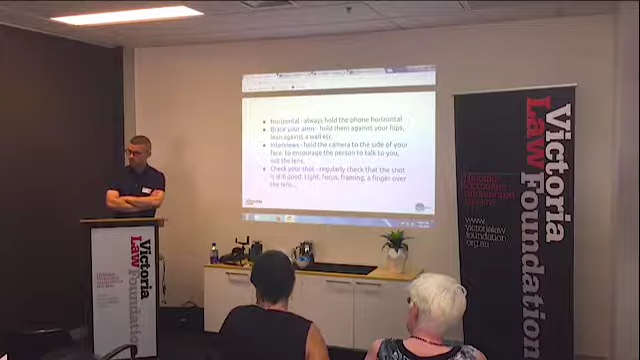 horizontal - always hold the phone horizontal
Brace your arms - hold them against your hips,
lean against a wall etc.
Interviews - hold the camera to the side of your
face, to encourage the person to talk to you,
not the lens.
Check your shot - regularly check that the shot
is still good. Light, focus, framing, a finger over
the lens...
Victoria
Law Foundation
www.
victorialaw
foundation
.org.au
Victoria
Law Foundation